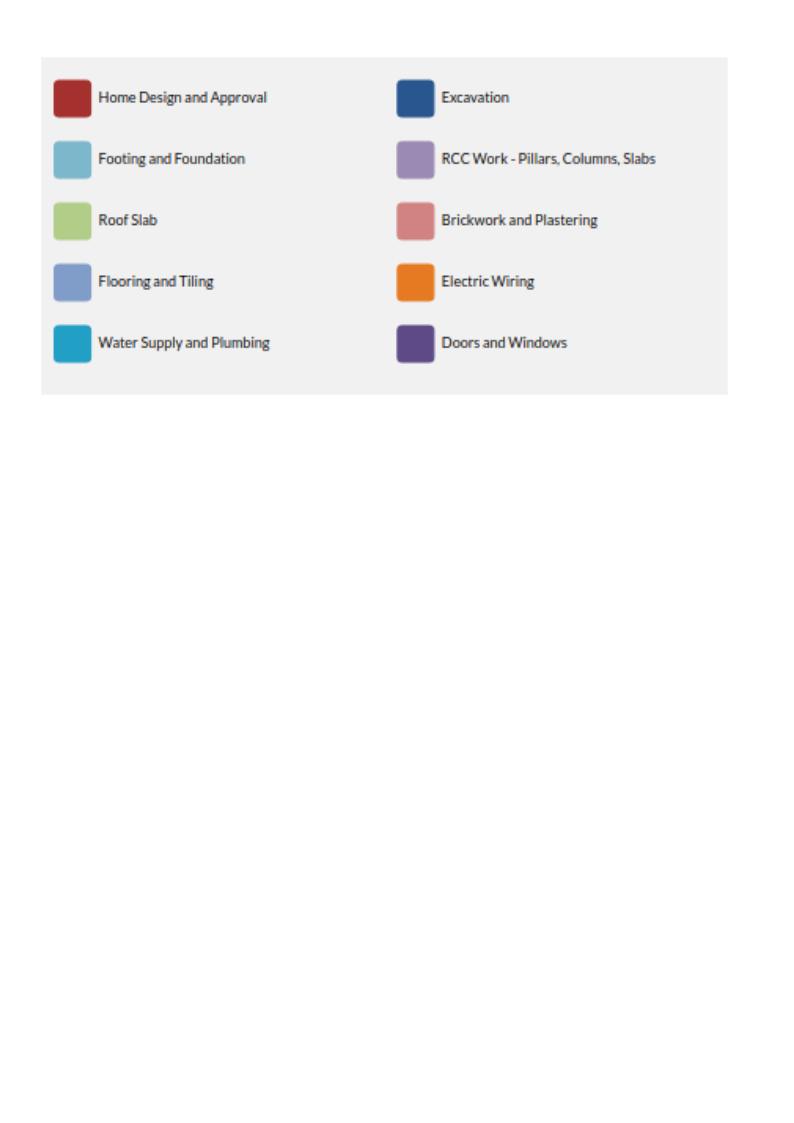 Home Design and Approval
Excavation
Footing and Foundation
RCC Work - Pillars, Columns, Slabs
Roof Slab
Brickwork and Plastering
Flooring and Tiling
Electric Wiring
Water Supply and Plumbing
Doors and Windows